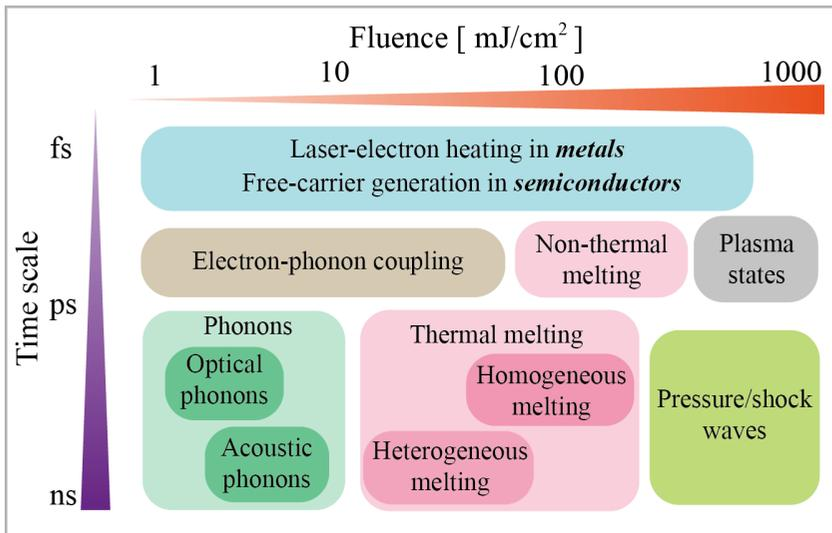 Fluence [ mJ/cm² ]
1 10 100 1000
Time scale
fs
ps
ns
Laser-electron heating in metals
Free-carrier generation in semiconductors
Electron-phonon coupling
Non-thermal
melting
Plasma
states
Phonons
Optical
phonons
Acoustic
phonons
Thermal melting
Homogeneous
melting
Heterogeneous
melting
Pressure/shock
waves